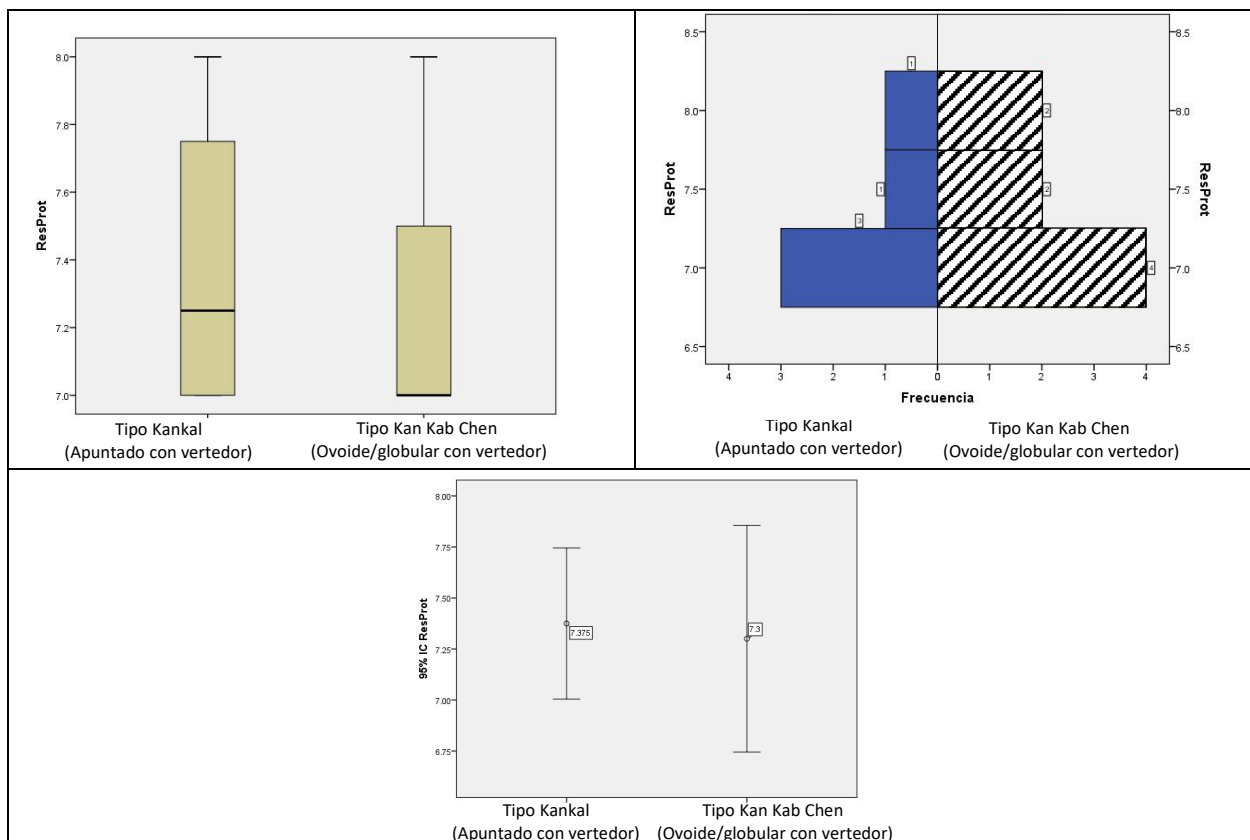 8.0
7.8
7.6
7.4
7.2
7.0
ResProt
Tipo Kankal
(Apuntado con vertedor)
Tipo Kan Kab Chen
(Ovoide/globular con vertedor)
8.5
8.0
7.5
7.0
6.5
ResProt
1
1
3
2
2
4
8.5
8.0
7.5
7.0
6.5
ResProt
4 3 2 1 0 1 2 3 4
Frecuencia
Tipo Kankal
(Apuntado con vertedor)
Tipo Kan Kab Chen
(Ovoide/globular con vertedor)
8.00
7.75
7.50
7.25
7.00
6.75
95% IC ResProt
7.375
7.3
Tipo Kankal
(Apuntado con vertedor)
Tipo Kan Kab Chen
(Ovoide/globular con vertedor)